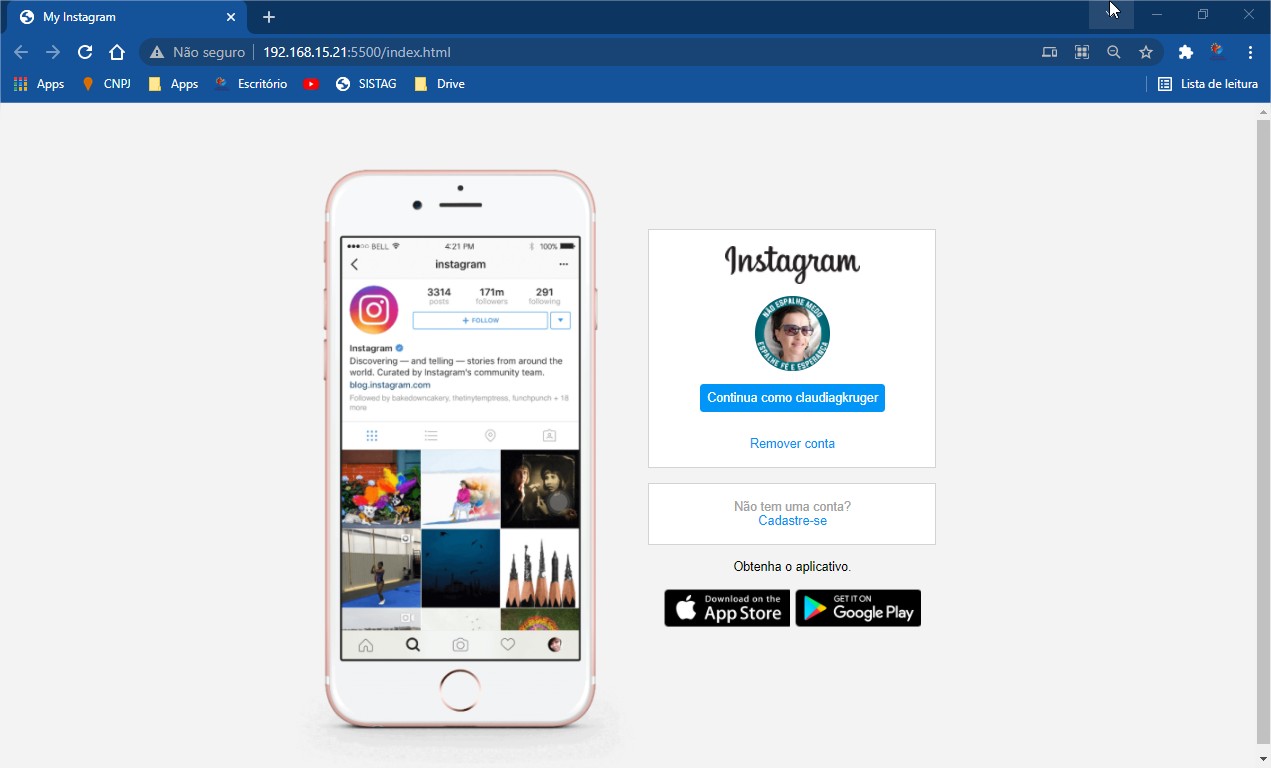 My Instagram
Não seguro
192.168.15.21:5500/index.html
Apps
CNPJ
Apps
Escritório
SISTAG
Drive
Lista de leitura
BELL
4:21 PM
100%
instagram
3314
171m
291
posts
followers
following
+ FOLLOW
Instagram
Discovering — and telling — stories from around the
world. Curated by Instagram's community team.
blog.instagram.com
Followed by bakedowncakery, thetinytemptress, lunchpunch + 18
more
Instagram
NÃO ESPALHE MEDO
ESPALHE FÉ E ESPERANÇA
Continua como claudiagkruger
Remover conta
Não tem uma conta?
Cadastre-se
Obtenha o aplicativo.
Download on the
App Store
GET IT ON
Google Play